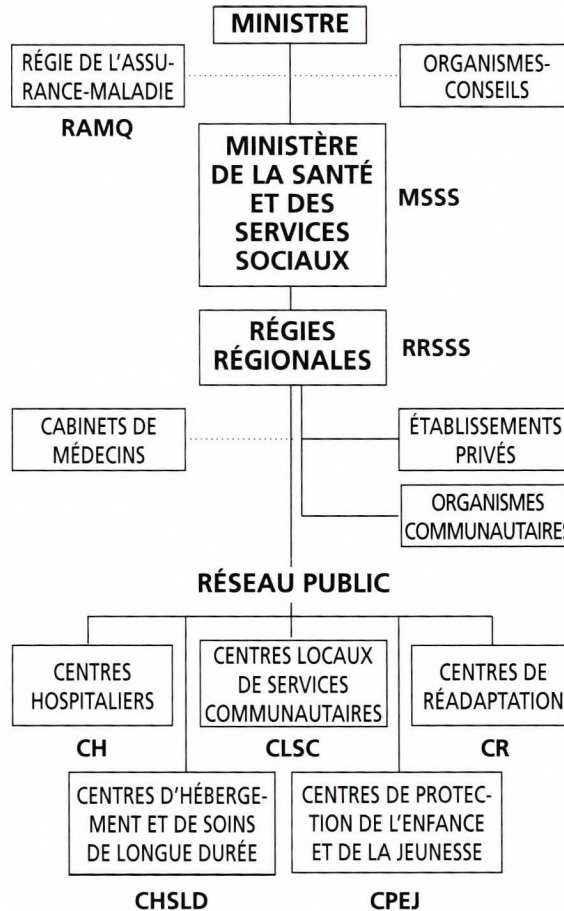 MINISTRE
RÉGIE DE L'ASSU-
RANCE-MALADIE
RAMQ
ORGANISMES-
CONSEILS
MINISTÈRE
DE LA SANTÉ
ET DES
SERVICES
SOCIAUX
MSSS
RÉGIES
RÉGIONALES
RRSSS
CABINETS DE
MÉDECINS
ÉTABLISSEMENTS
PRIVÉS
ORGANISMES
COMMUNAUTAIRES
RÉSEAU PUBLIC
CENTRES
HOSPITALIERS
CH
CENTRES LOCAUX
DE SERVICES
COMMUNAUTAIRES
CLSC
CENTRES DE
RÉADAPTATION
CR
CENTRES D'HÉBERGE-
MENT ET DE SOINS
DE LONGUE DURÉE
CHSLD
CENTRES DE PROTEC-
TION DE L'ENFANCE
ET DE LA JEUNESSE
CPEJ